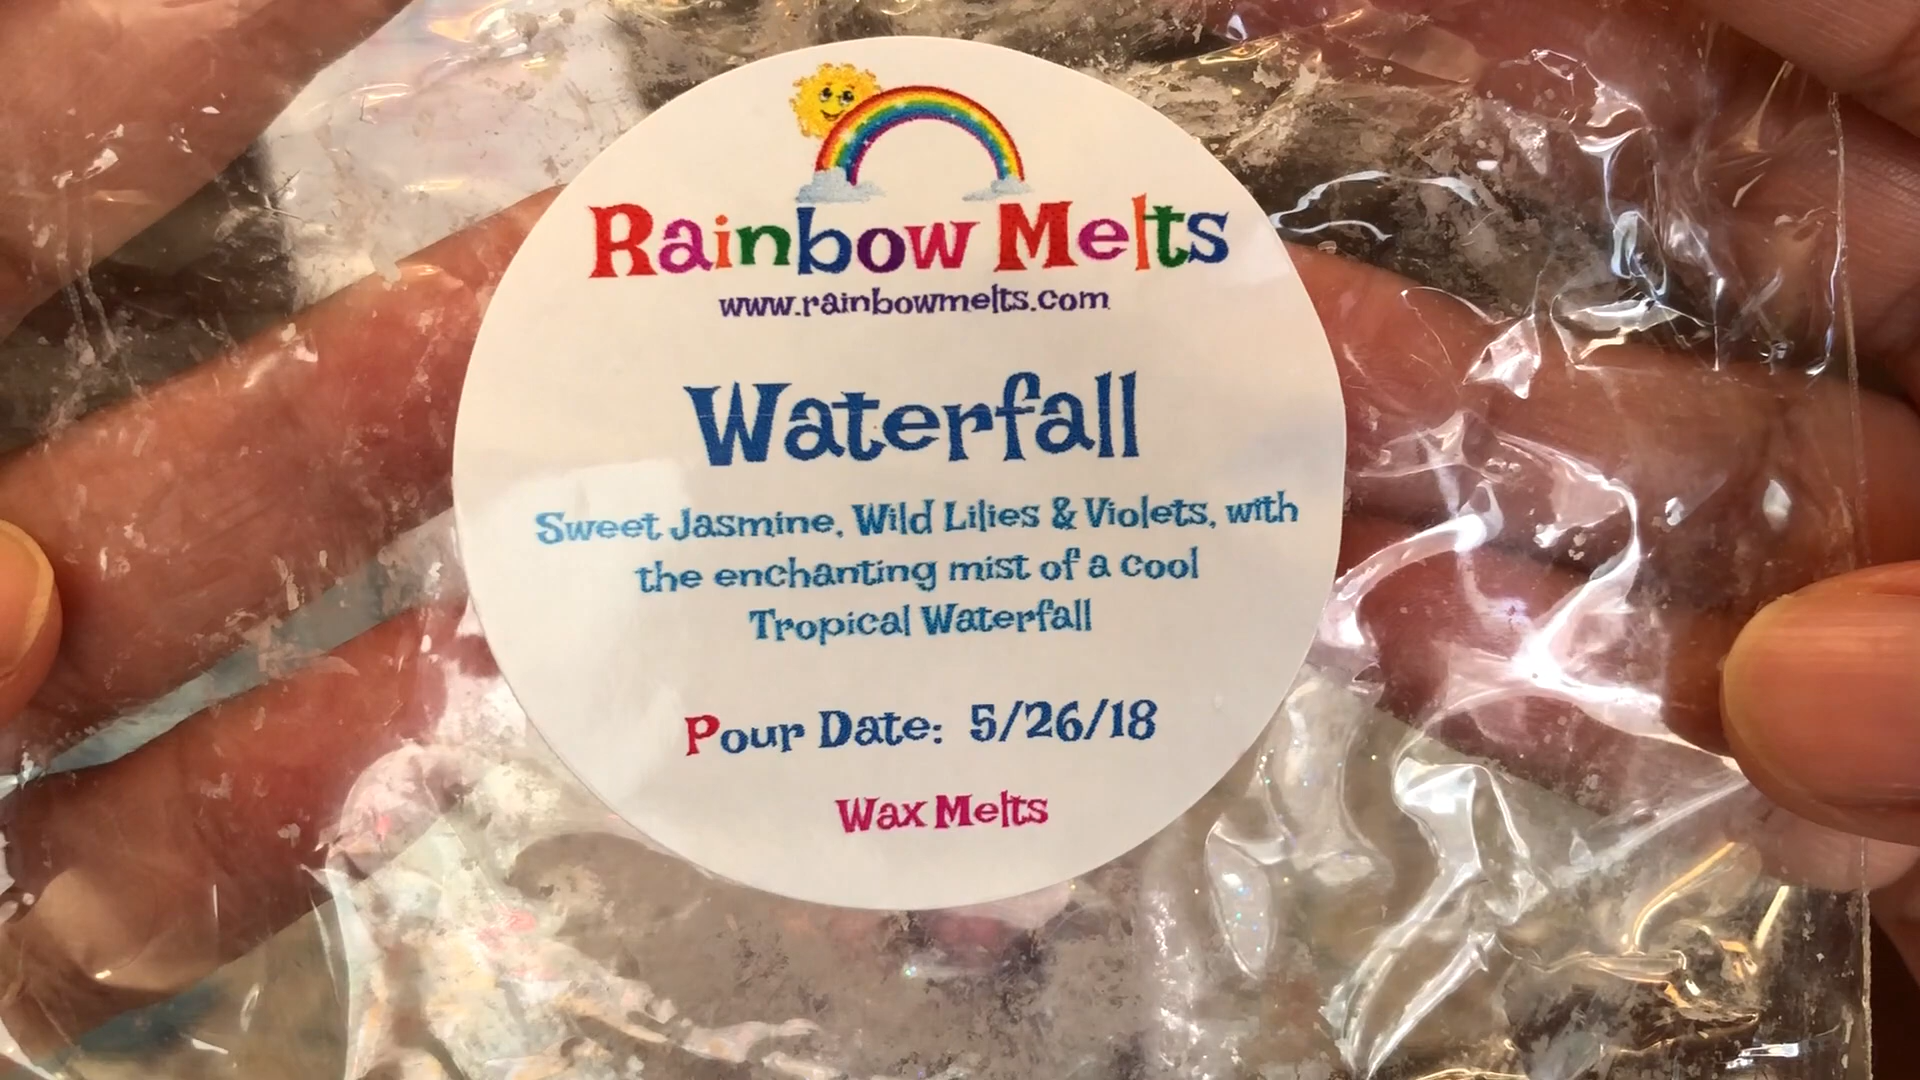 Rainbow Melts
www.rainbowmelts.com
Waterfall
Sweet Jasmine, Wild Lilies & Violets, with
the enchanting mist of a cool
Tropical Waterfall
Pour Date: 5/26/18
Wax Melts